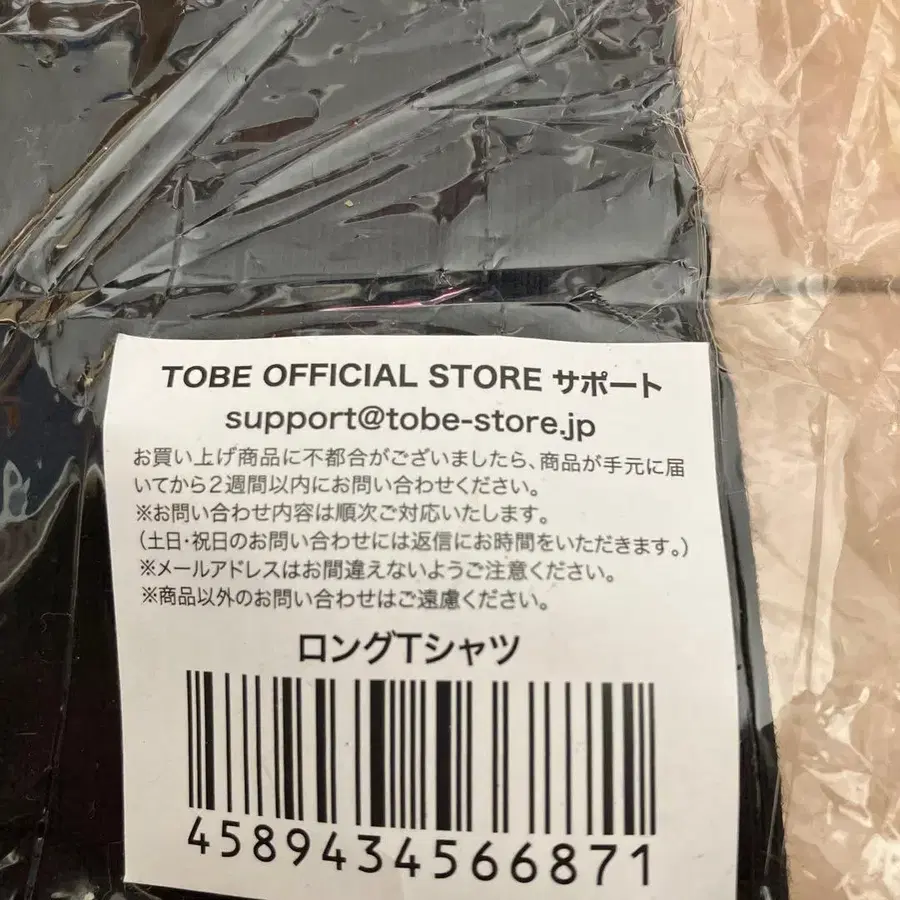 TOBE OFFICIAL STORE サポート
support@tobe-store.jp
お買い上げ商品に不都合がございましたら、商品が手元に届
いてから2週間以内にお問い合わせください。
※お問い合わせ内容は順次ご対応いたします。
(土日・祝日のお問い合わせには返信にお時間をいただきます。)
※メールアドレスはお間違えないようご注意ください。
※商品以外のお問い合わせはご遠慮ください。
ロングTシャツ
4589434566871